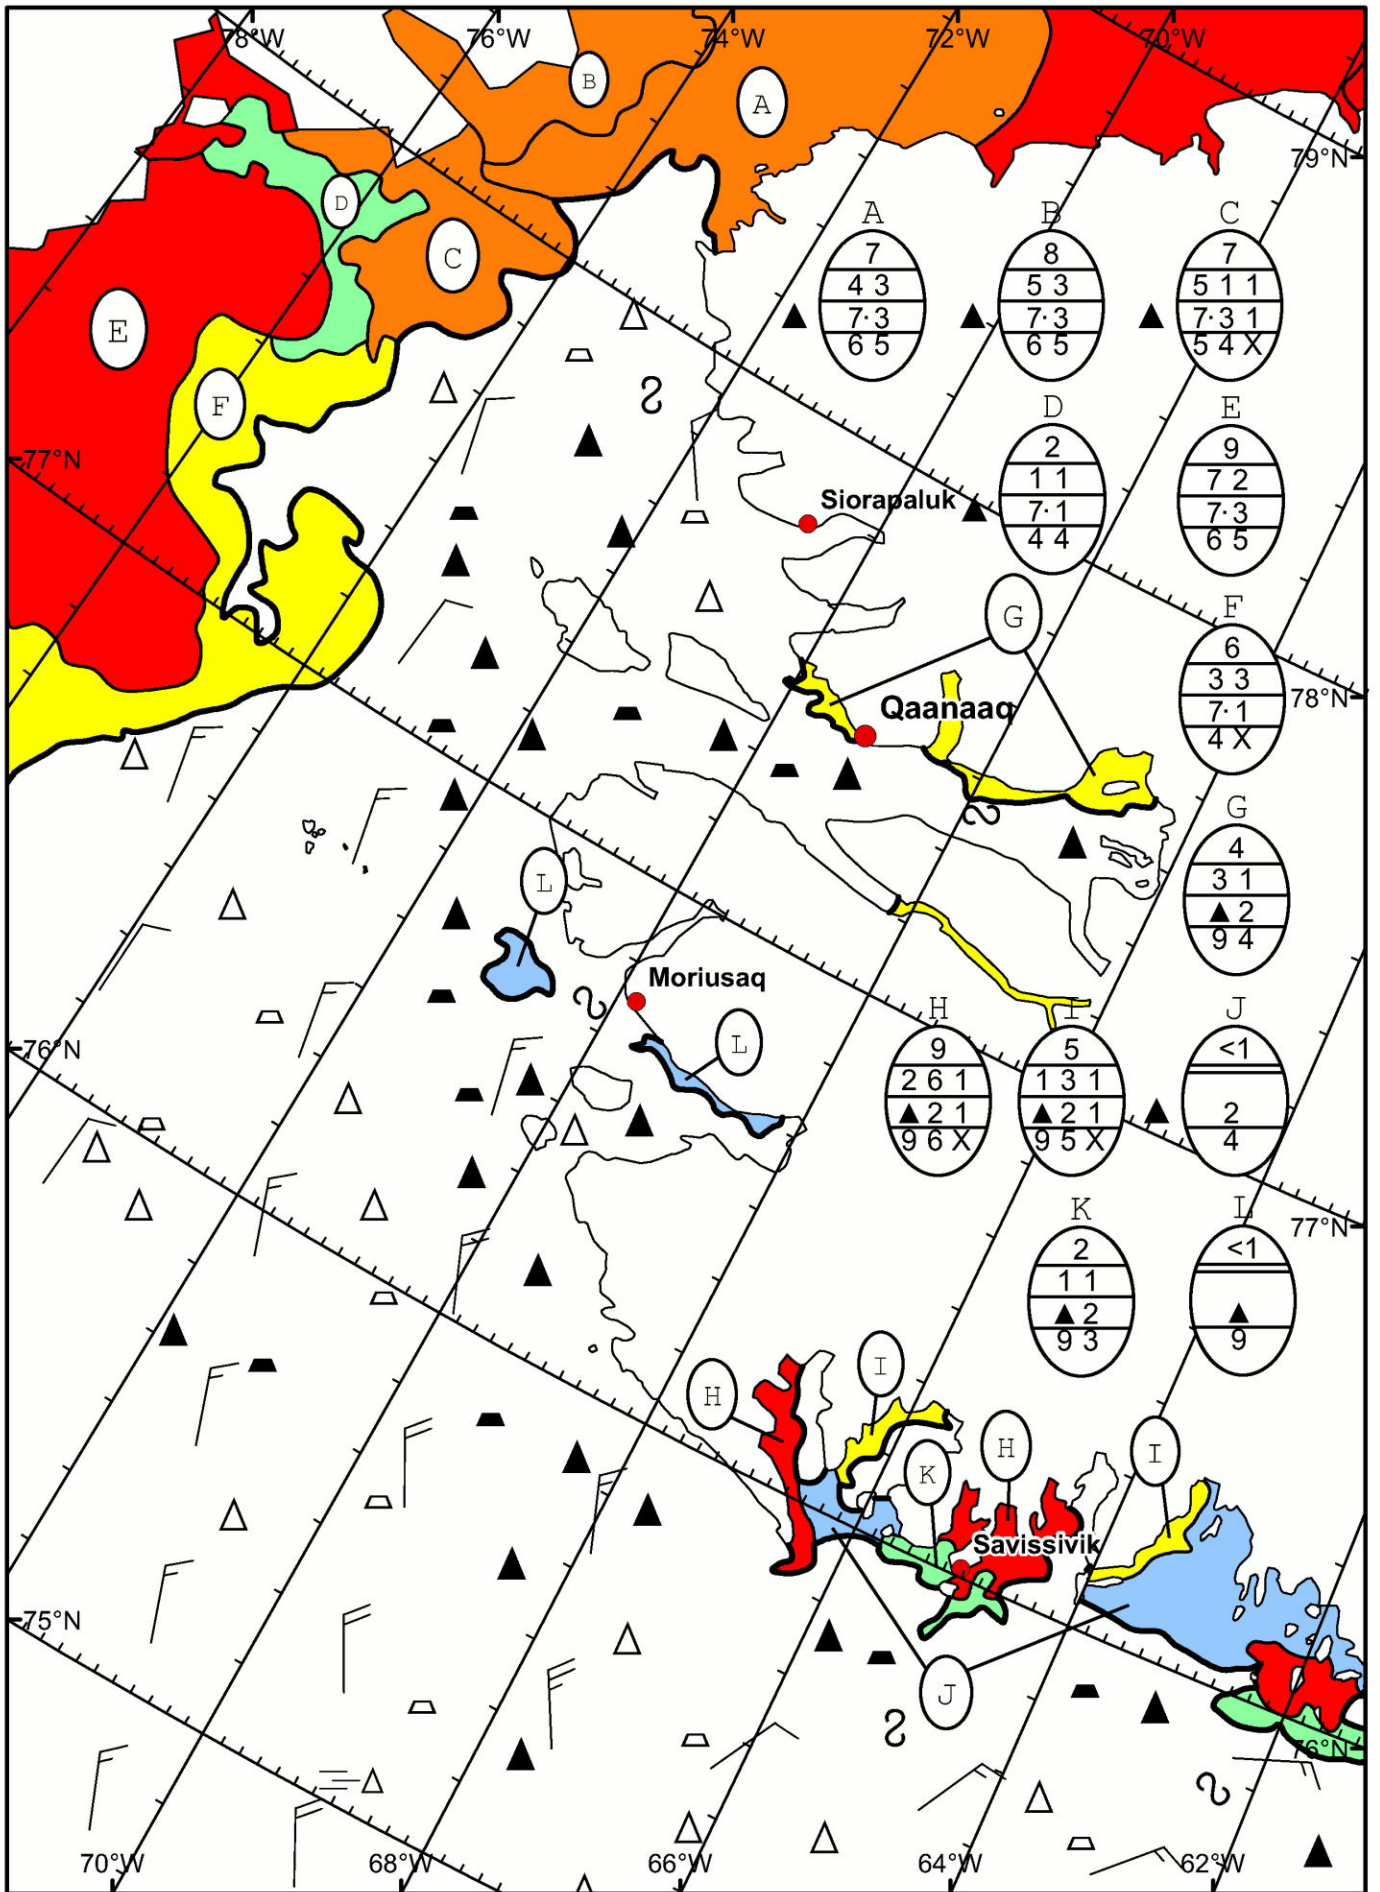 78°W 76°W 74°W 72°W 70°W
B
A
79°N
D
C
E
F
A B C
7
4 3
7· 3
6 5
8
5 3
7· 3
6 5
7
5 1 1
7· 3 1
5 4 X
D E
2
1 1
7· 1
4 4
9
7 2
7· 3
6 5
77°N
Siorapaluk
G
F
6
3 3
7· 1
4 X
78°N
Qaanaaq
G
4
3 1
▲ 2
9 4
L
Moriusaq
L
76°N
H I J
9
2 6 1
▲ 2 1
9 6 X
5
1 3 1
▲ 2 1
9 5 X
<1
2
4
77°N
K L
2
1 1
▲ 2
9 3
<1
▲
9
H
I
K
H
I
Savissivik
75°N
J
76°N
70°W 68°W 66°W 64°W 62°W